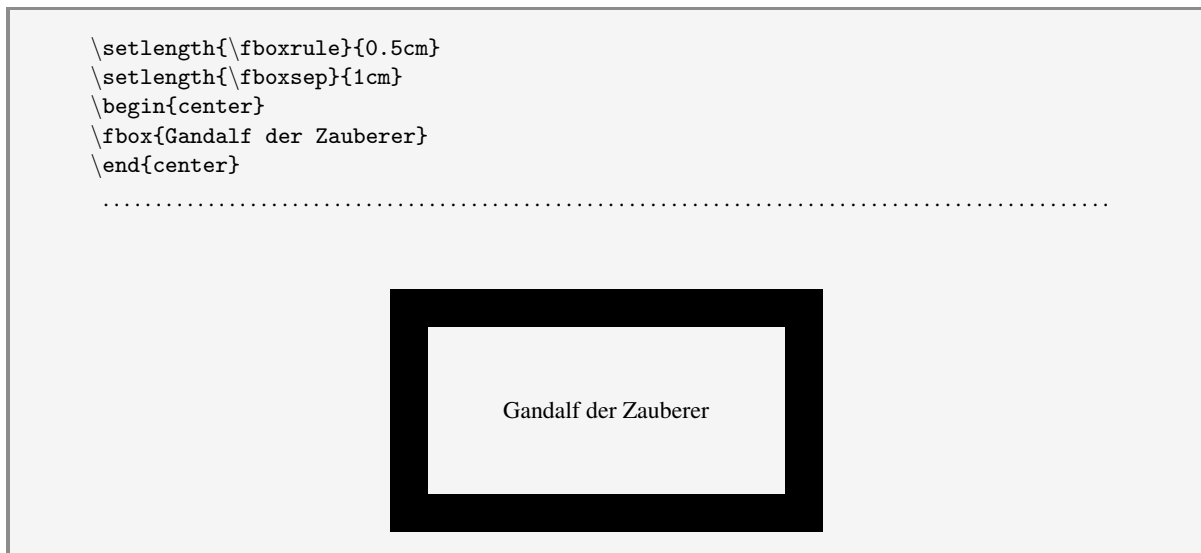 \setlength{\fboxrule}{0.5cm}
\setlength{\fboxsep}{1cm}
\begin{center}
\fbox{Gandalf der Zauberer}
\end{center}
Gandalf der Zauberer